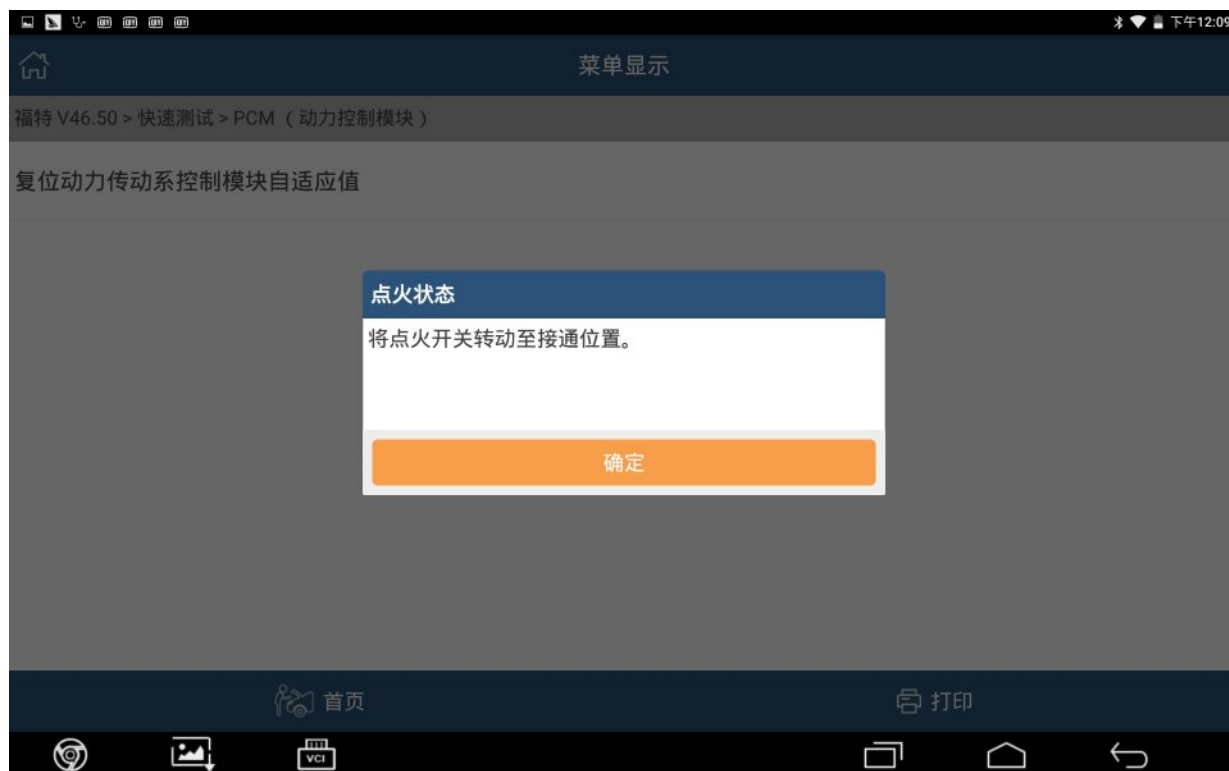 下午12:09
菜单显示
福特 V46.50 > 快速测试 > PCM （动力控制模块）
复位动力传动系控制模块自适应值
点火状态
将点火开关转动至接通位置。
确定
首页
打印
VCI